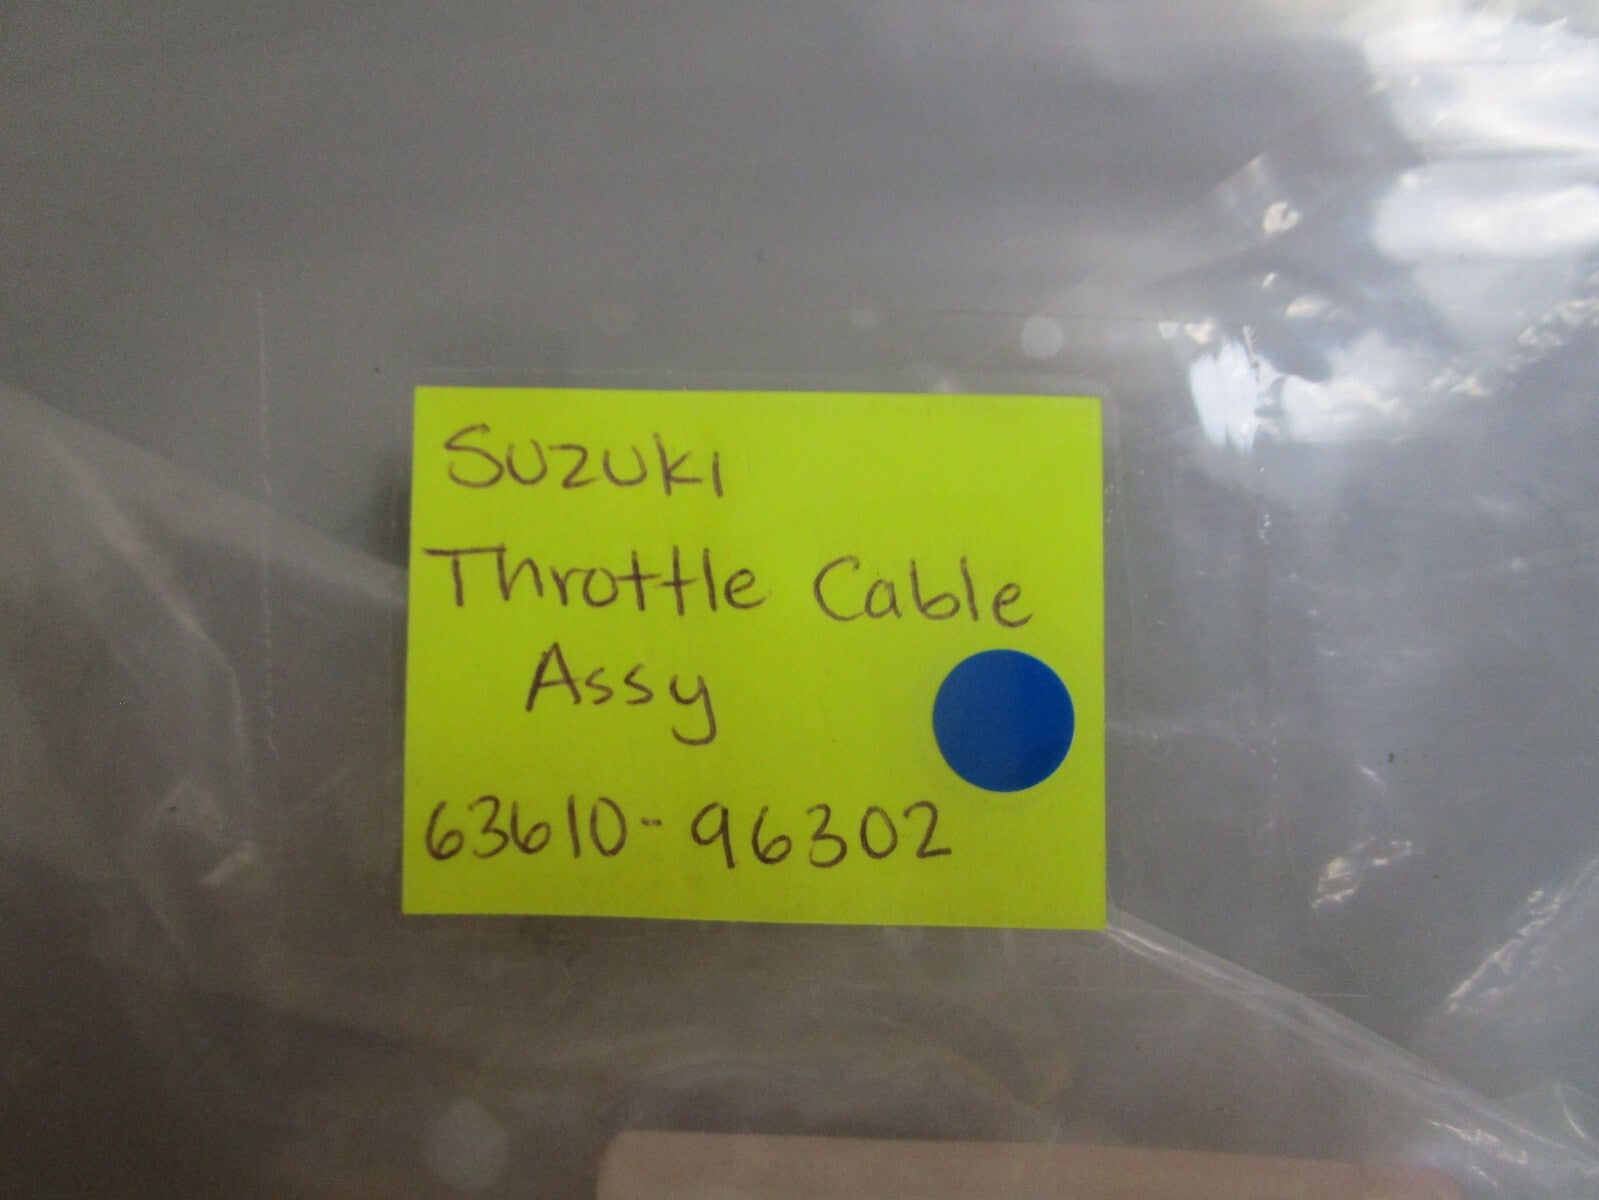 Suzuki
Throttle Cable
Assy
63610-96302